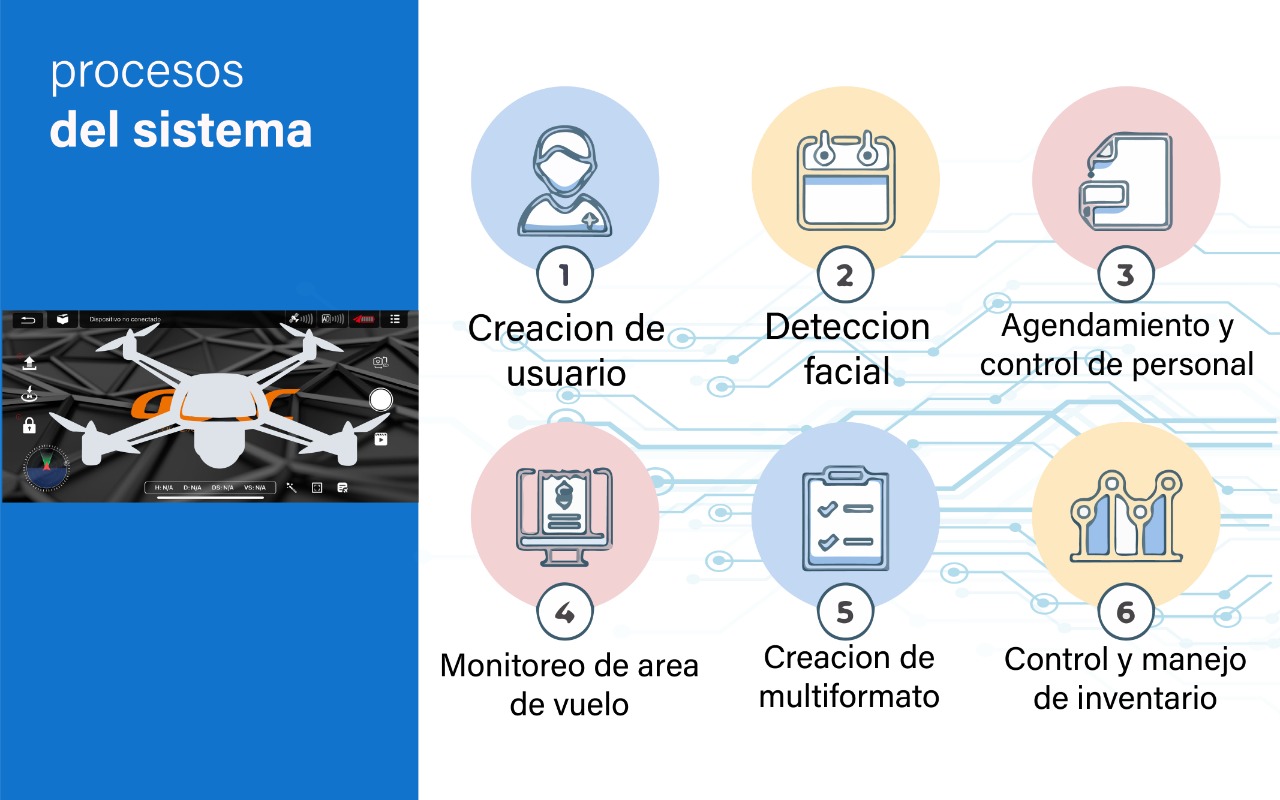 procesos
del sistema
Dispositivo no conectado
H: N/A D: N/A DS: N/A VS: N/A
1
Creacion de
usuario
2
Deteccion
facial
3
Agendamiento y
control de personal
4
Monitoreo de area
de vuelo
5
Creacion de
multiformato
6
Control y manejo
de inventario